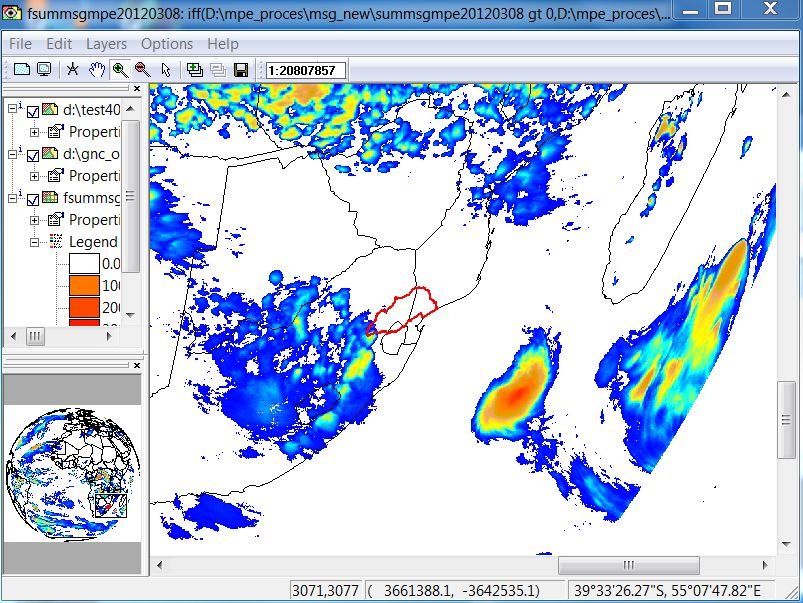 fsummsgmpe20120308: iff(D:\mpe_proces\msg_new\summsgmpe20120308 gt 0,D:\mpe_proces\...
File Edit Layers Options Help
1:20807857
d:\test40
Properti
d:\gnc_o
Properti
fsummsg
Properti
Legend
0.0
100
200
3071,3077 ( 3661388.1, -3642535.1) 39°33'26.27"S, 55°07'47.82"E